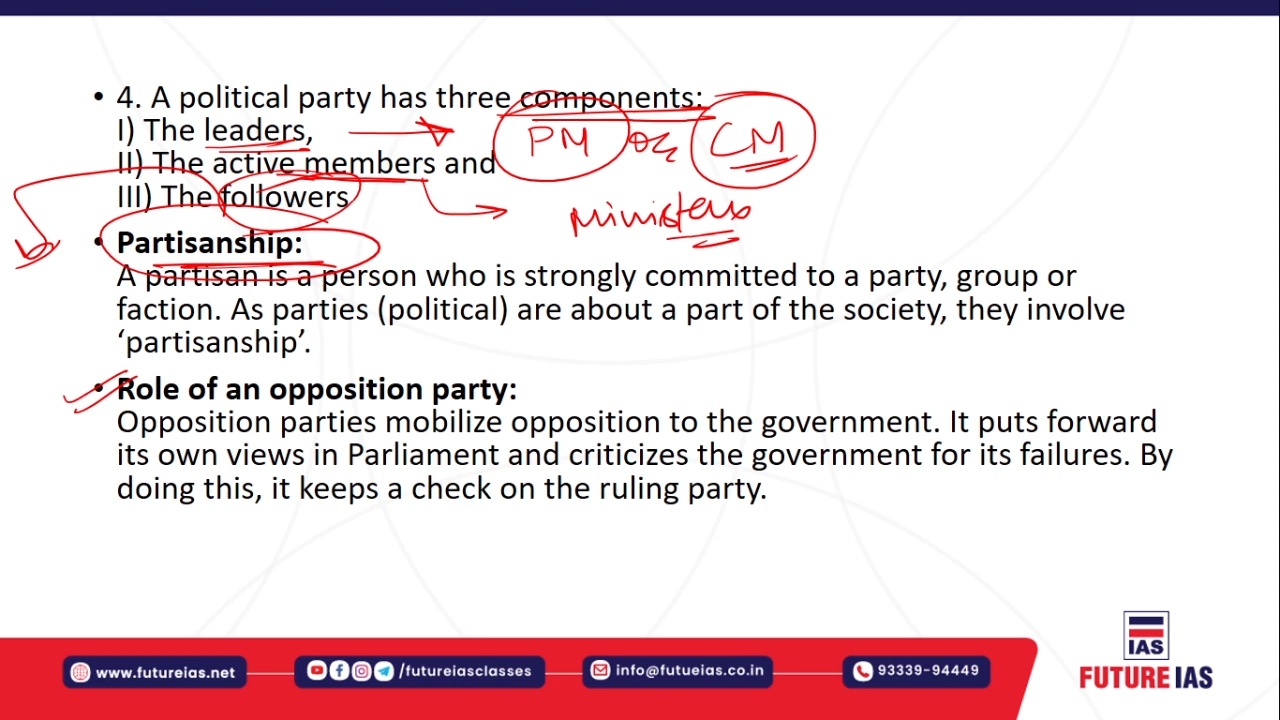 • 4. A political party has three components:
I) The leaders, PM or CM
II) The active members and
III) The followers Ministers
• Partisanship:
A partisan is a person who is strongly committed to a party, group or
faction. As parties (political) are about a part of the society, they involve
‘partisanship’.
• Role of an opposition party:
Opposition parties mobilize opposition to the government. It puts forward
its own views in Parliament and criticizes the government for its failures. By
doing this, it keeps a check on the ruling party.
IAS
www.futureias.net /futureiasclasses info@futueias.co.in 93339-94449 FUTURE IAS